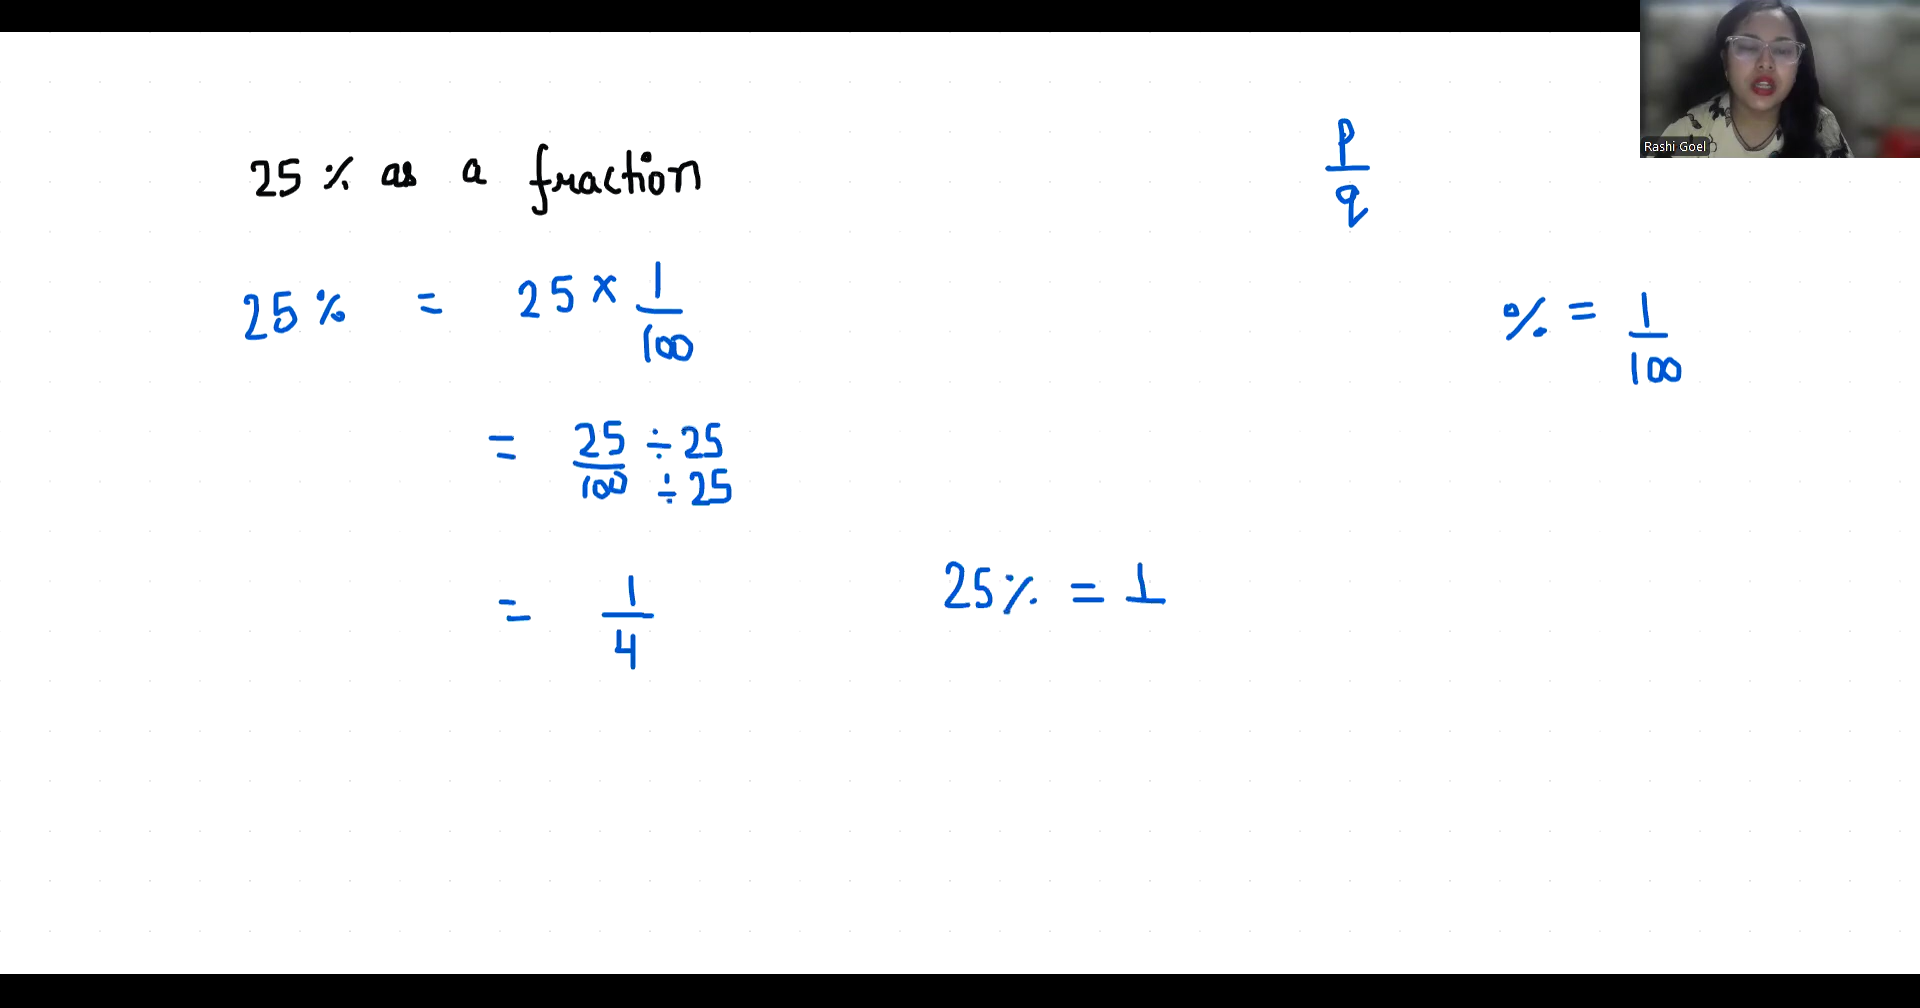 Rashi Goel
25 % as a fraction
p/q
25 % = 25 × 1/100
% = 1/100
= 25 ÷ 25 / 100 ÷ 25
= 1/4
25 % = 1